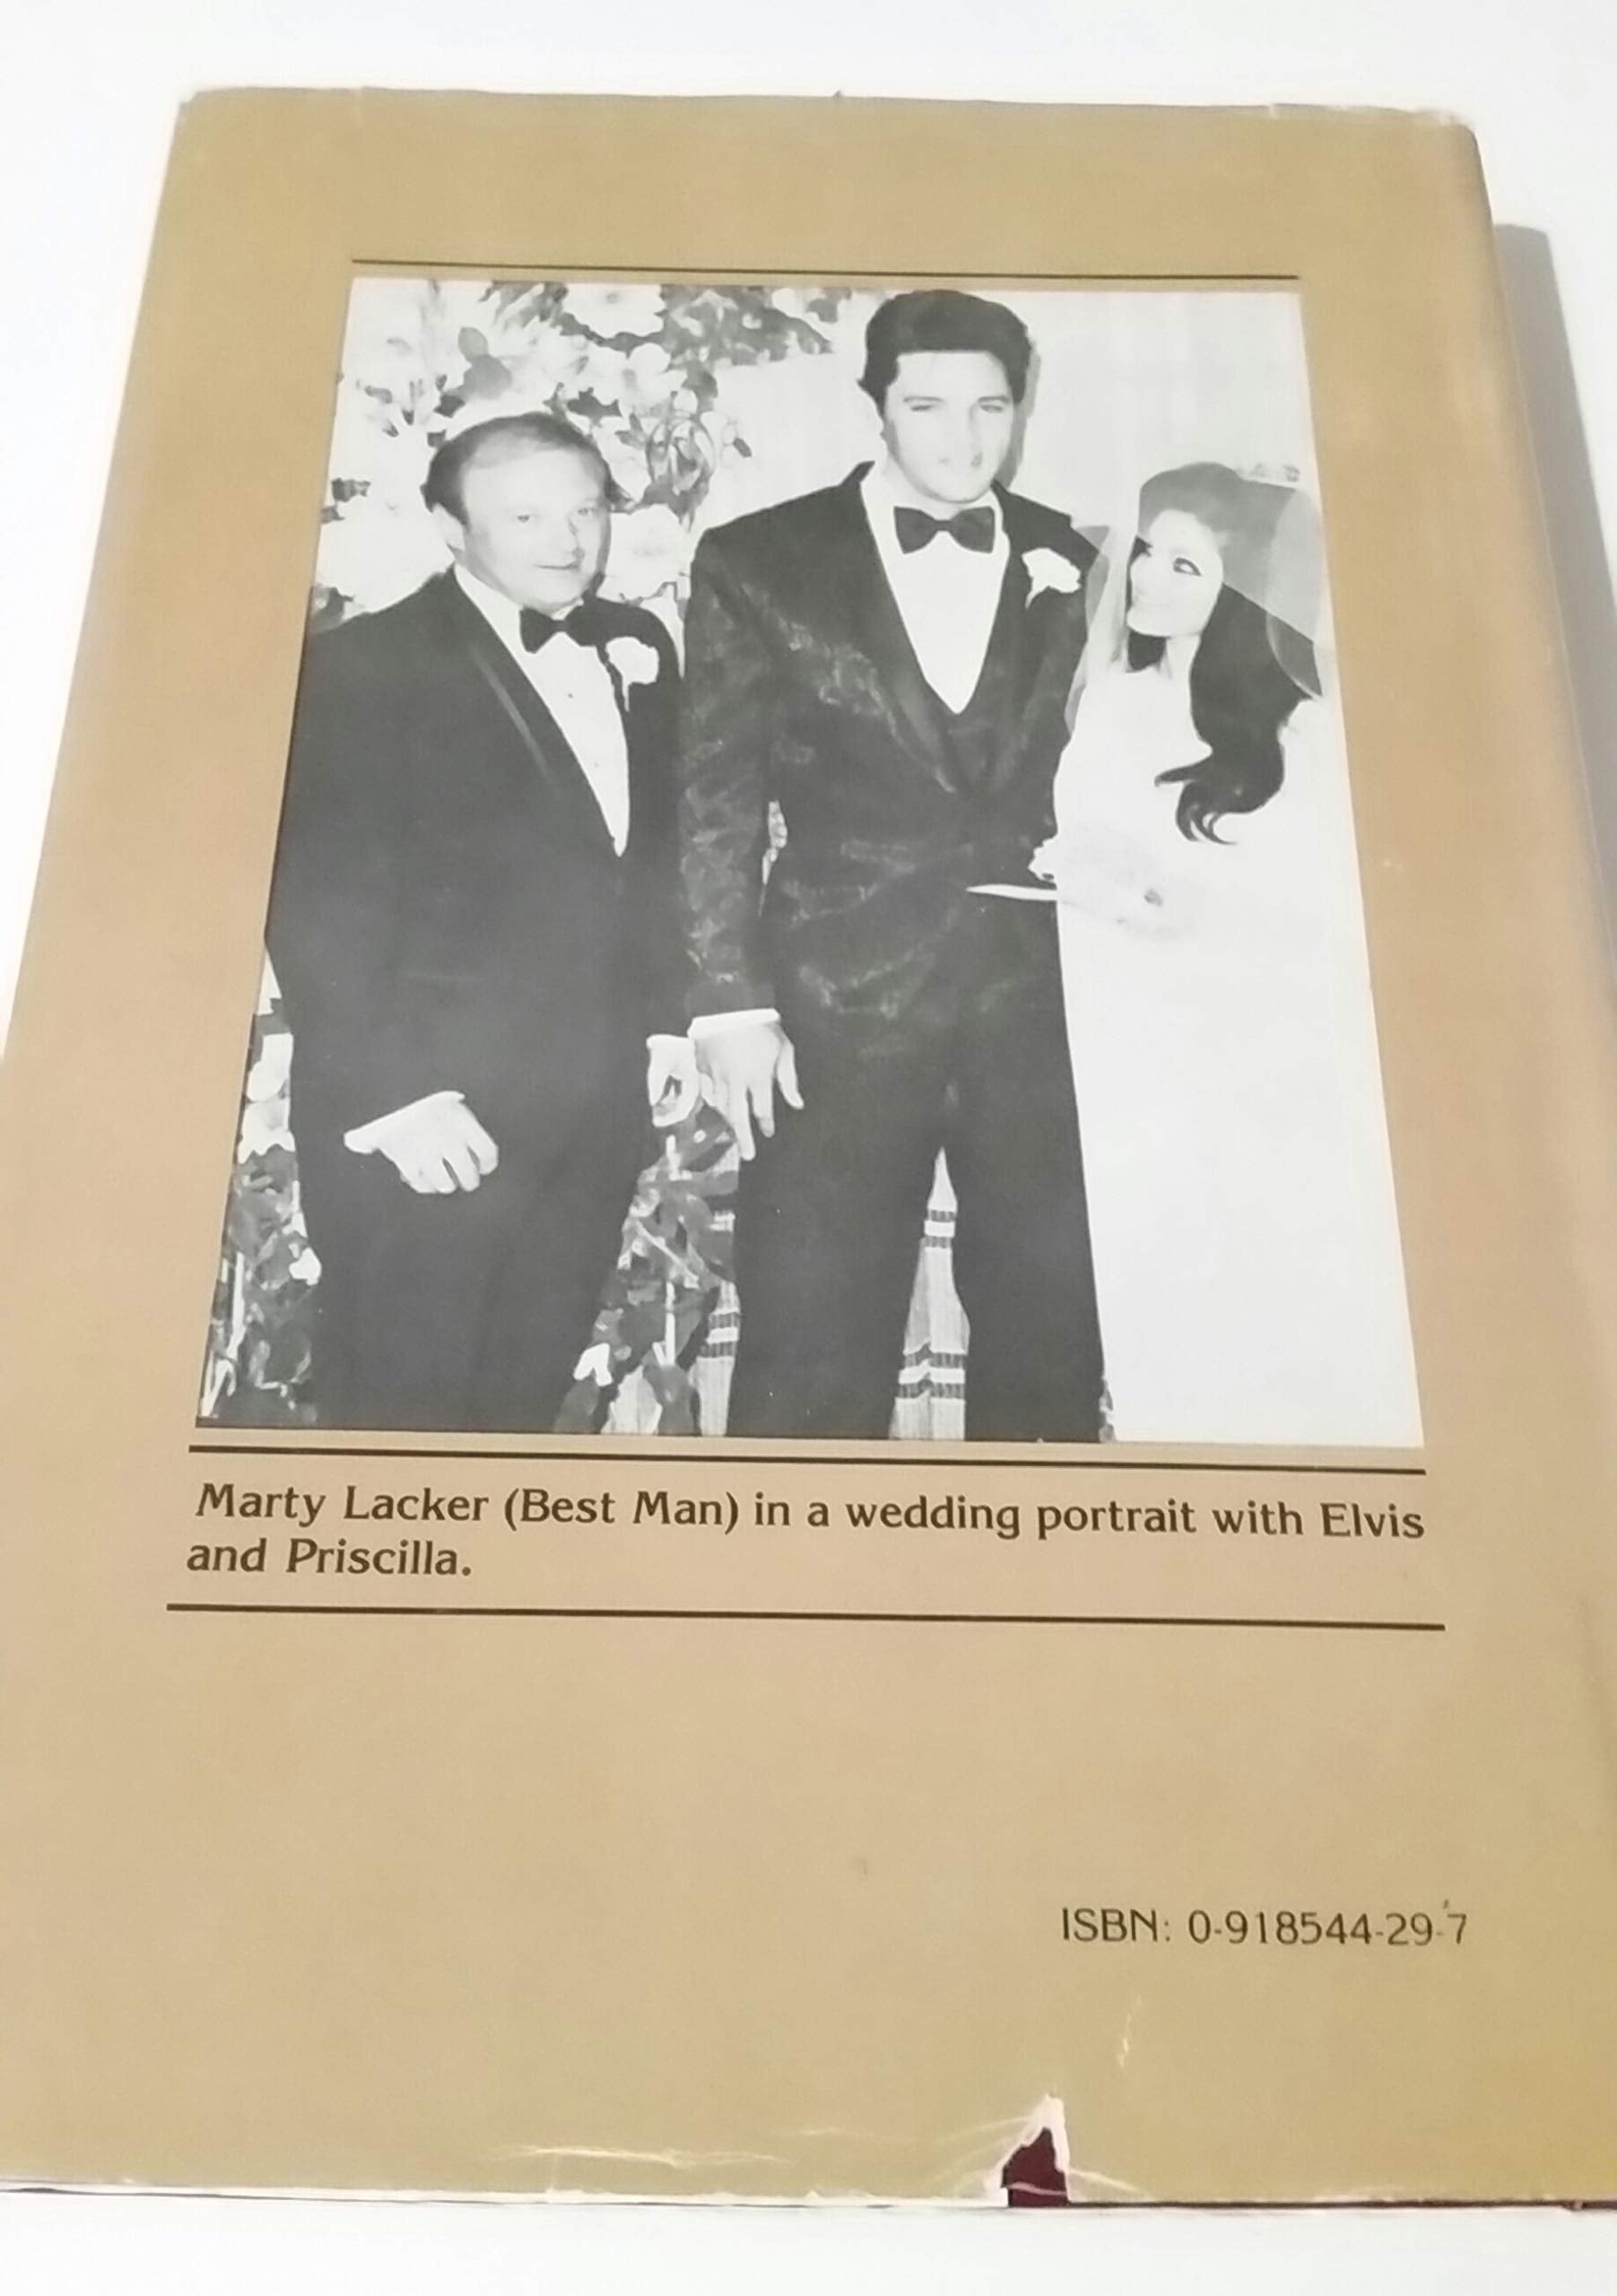 Marty Lacker (Best Man) in a wedding portrait with Elvis
and Priscilla.
ISBN: 0-918544-29-7